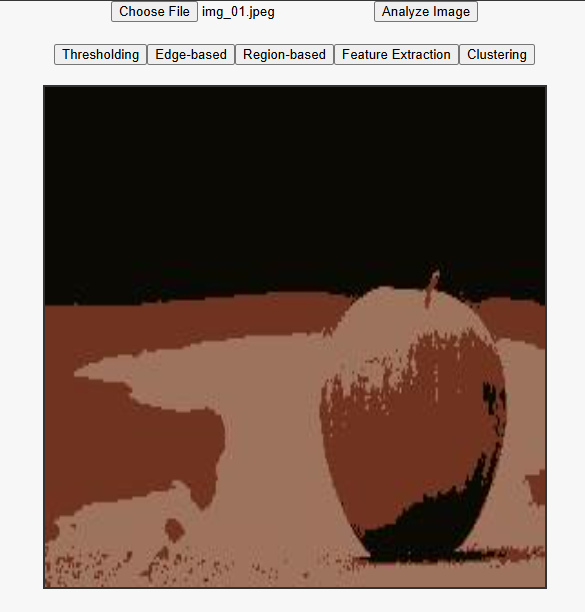 Choose File img_01.jpeg Analyze Image
Thresholding Edge-based Region-based Feature Extraction Clustering